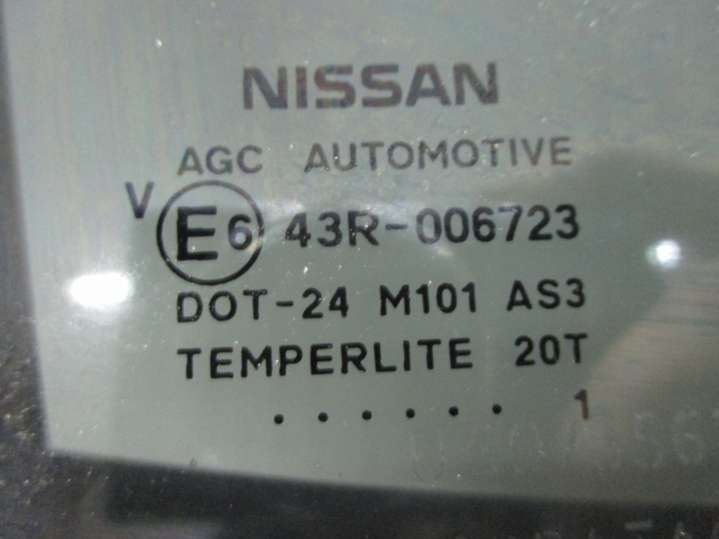 NISSAN
AGC AUTOMOTIVE
V E6 43R-006723
DOT-24 M101 AS3
TEMPERLITE 20T
. . . . . . 1